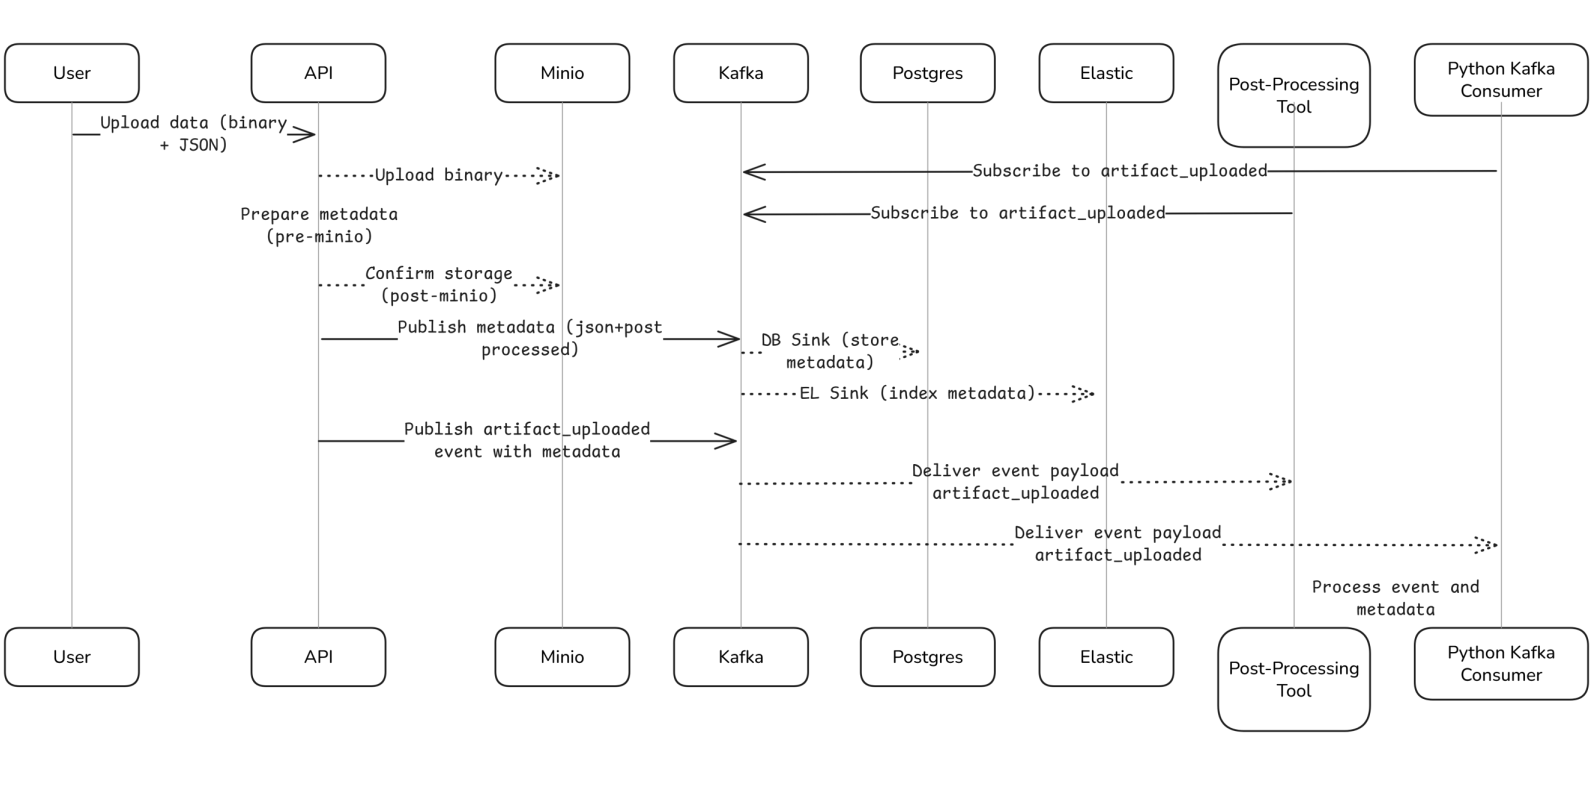 User
API
Minio
Kafka
Postgres
Elastic
Post-Processing
Tool
Python Kafka
Consumer
Upload data (binary
+ JSON)
Upload binary
Subscribe to artifact_uploaded
Prepare metadata
(pre-minio)
Subscribe to artifact_uploaded
Confirm storage
(post-minio)
Publish metadata (json+post
processed)
DB Sink (store
metadata)
EL Sink (index metadata)
Publish artifact_uploaded
event with metadata
Deliver event payload
artifact_uploaded
Deliver event payload
artifact_uploaded
Process event and
metadata
User
API
Minio
Kafka
Postgres
Elastic
Post-Processing
Tool
Python Kafka
Consumer